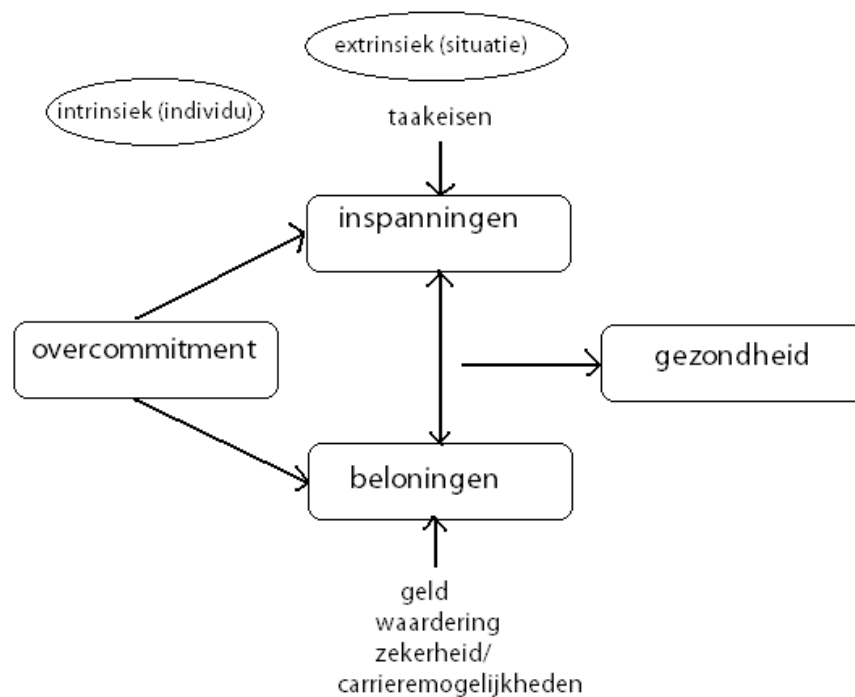 extrinsiek (situatie)
intrinsiek (individu)
taakeisen
inspanningen
overcommitment
gezondheid
beloningen
geld
waardering
zekerheid/
carrieremogelijkheden